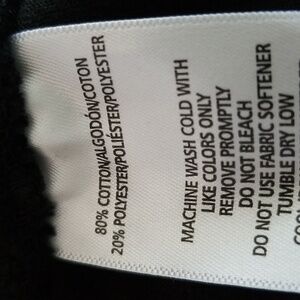 80% COTTON/ALGODÓN/COTON
20% POLYESTER/POLIÉSTER/POLYESTER
MACHINE WASH COLD WITH
LIKE COLORS ONLY
REMOVE PROMPTLY
DO NOT BLEACH
DO NOT USE FABRIC SOFTENER
TUMBLE DRY LOW